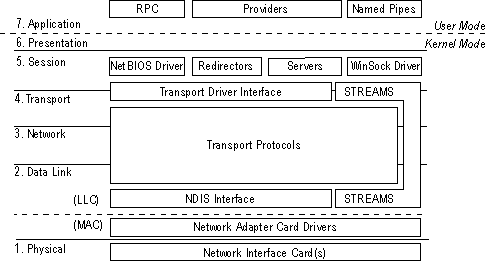 RPC Providers Named Pipes
7. Application
User Mode
6. Presentation
Kernel Mode
5. Session
NetBIOS Driver Redirectors Servers WinSock Driver
4. Transport Transport Driver Interface STREAMS
3. Network
Transport Protocols
2. Data Link
(LLC) NDIS Interface STREAMS
(MAC) Network Adapter Card Drivers
1. Physical
Network Interface Card(s)